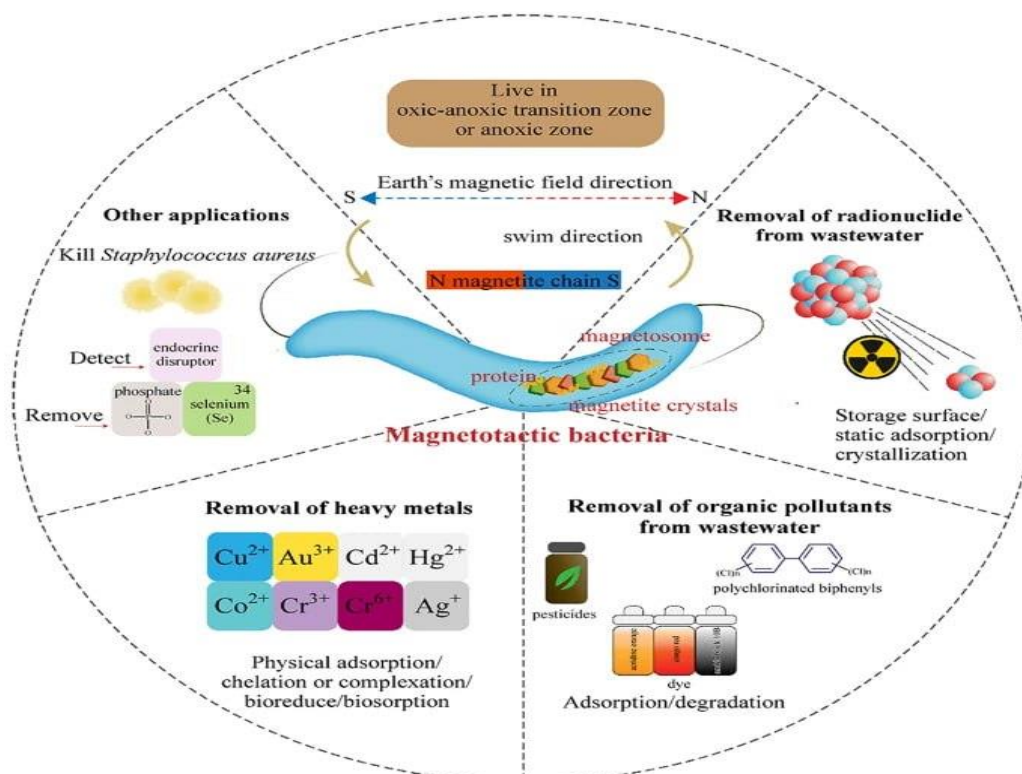 Live in
oxic-anoxic transition zone
or anoxic zone
Earth's magnetic field direction
S
N
swim direction
N magnetite chain S
magnetosome
protein
magnetite crystals
Magnetotactic bacteria
Other applications
Kill Staphylococcus aureus
Detect
endocrine
disruptor
Remove
phosphate
O
O
O
O
34
selenium
(Se)
Removal of radionuclide
from wastewater
Storage surface/
static adsorption/
crystallization
Removal of heavy metals
Cu²⁺ Au³⁺ Cd²⁺ Hg²⁺
Co²⁺ Cr³⁺ Cr⁶⁺ Ag⁺
Physical adsorption/
chelation or complexation/
bioreduce/biosorption
Removal of organic pollutants
from wastewater
pesticides
(Cl)n
(Cl)n
polychlorinated biphenyls
dye
Adsorption/degradation